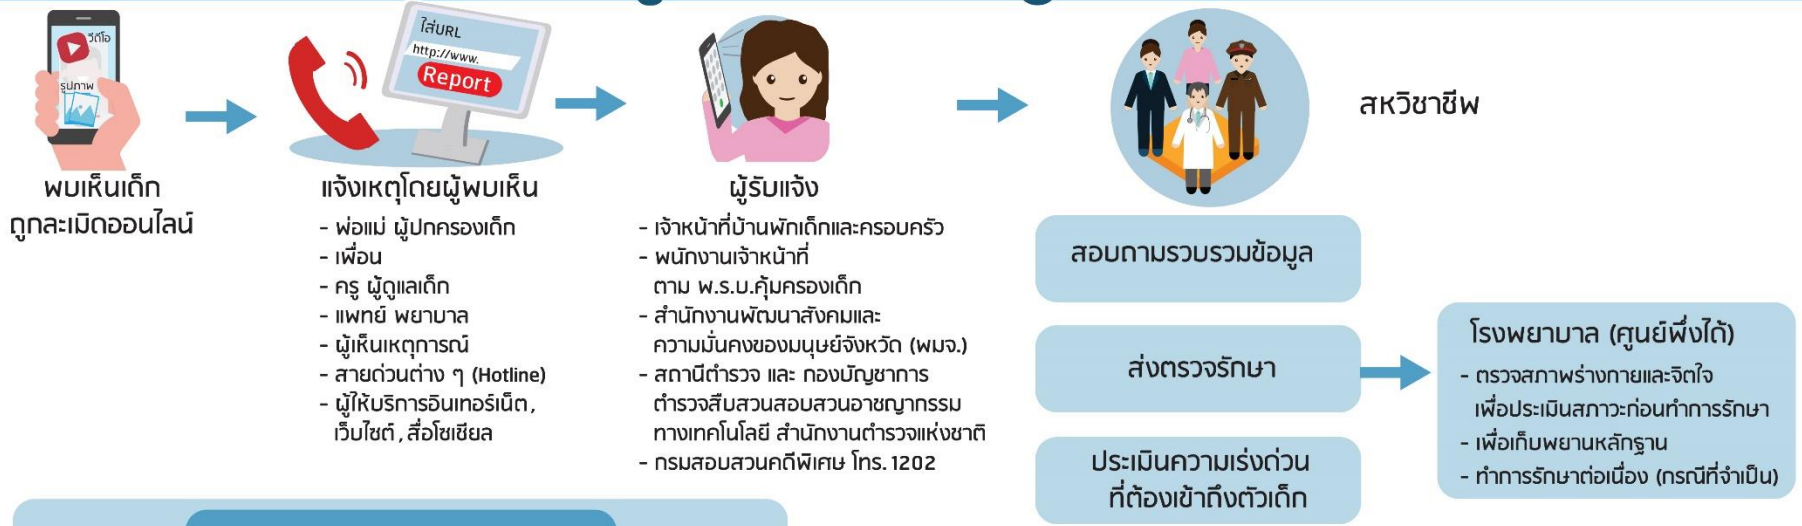 วีดีโอ
รูปภาพ
พบเห็นเด็ก
ถูกละเมิดออนไลน์
ใส่URL
http://www.
Report
แจ้งเหตุโดยผู้พบเห็น
- พ่อแม่ ผู้ปกครองเด็ก
- เพื่อน
- ครู ผู้ดูแลเด็ก
- แพทย์ พยาบาล
- ผู้เห็นเหตุการณ์
- สายด่วนต่าง ๆ (Hotline)
- ผู้ให้บริการอินเทอร์เน็ต,
เว็บไซต์, สื่อโซเชียล
ผู้รับแจ้ง
- เจ้าหน้าที่บ้านพักเด็กและครอบครัว
- พนักงานเจ้าหน้าที่
ตาม พ.ร.บ.คุ้มครองเด็ก
- สำนักงานพัฒนาสังคมและ
ความมั่นคงของมนุษย์จังหวัด (พมจ.)
- สถานีตำรวจ และ กองบัญชาการ
ตำรวจสืบสวนสอบสวนอาชญากรรม
ทางเทคโนโลยี สำนักงานตำรวจแห่งชาติ
- กรมสอบสวนคดีพิเศษ โทร. 1202
สหวิชาชีพ
สอบถามรวบรวมข้อมูล
ส่งตรวจรักษา
ประเมินความเร่งด่วน
ที่ต้องเข้าถึงตัวเด็ก
โรงพยาบาล (ศูนย์พึ่งได้)
- ตรวจสภาพร่างกายและจิตใจ
เพื่อประเมินสภาวะก่อนทำการรักษา
- เพื่อเก็บพยานหลักฐาน
- ทำการรักษาต่อเนื่อง (กรณีที่จำเป็น)